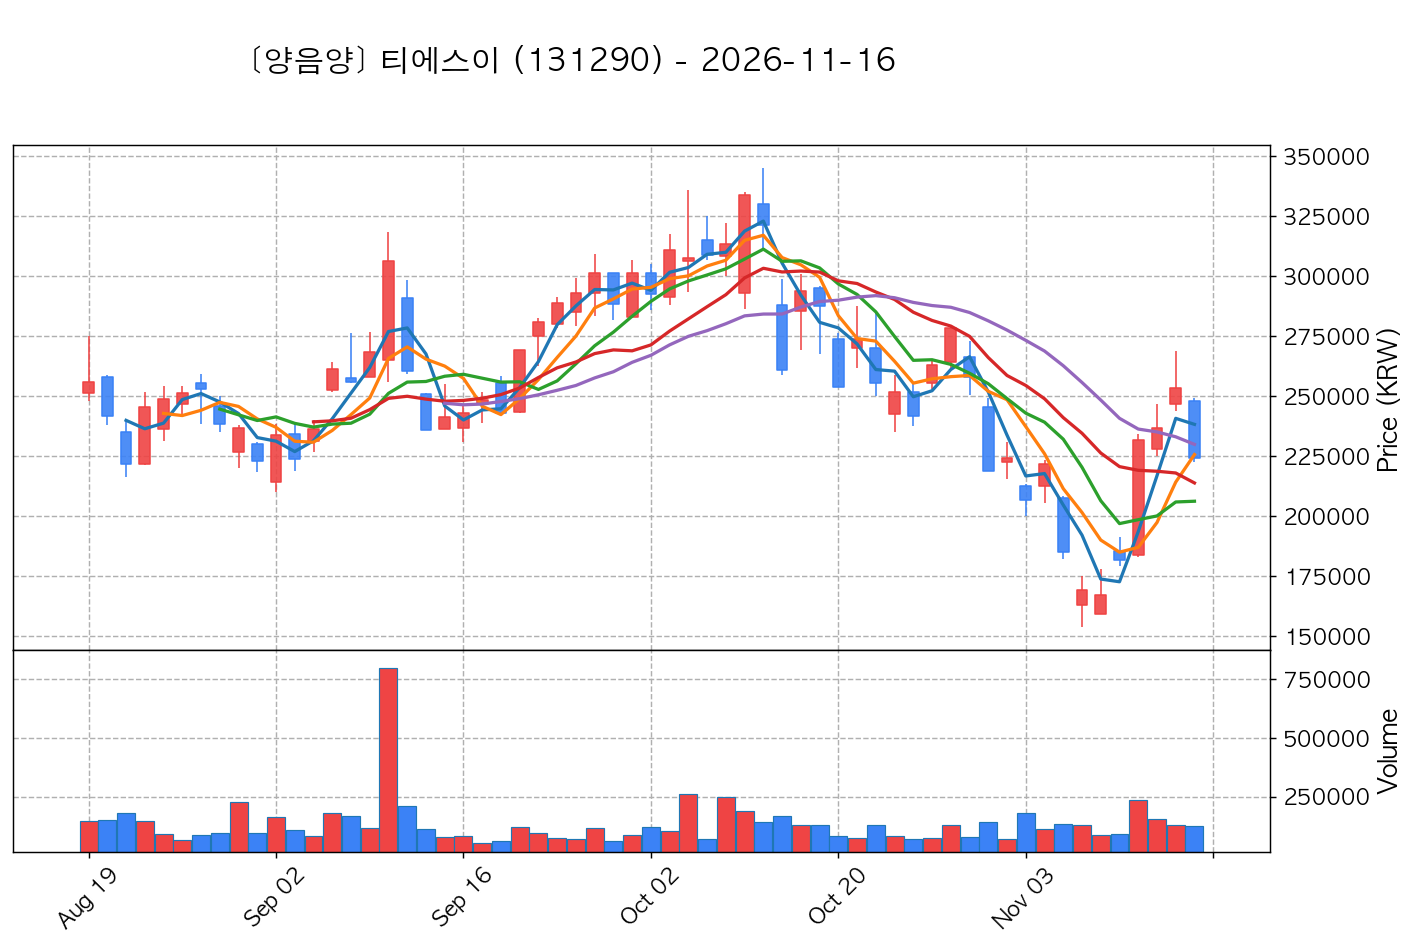 〔양음양〕 티에스이 (131290) - 2026-11-16
350000
325000
300000
275000
250000
225000
200000
175000
150000
Price (KRW)
750000
500000
250000
Volume
Aug 19
Sep 02
Sep 16
Oct 02
Oct 20
Nov 03